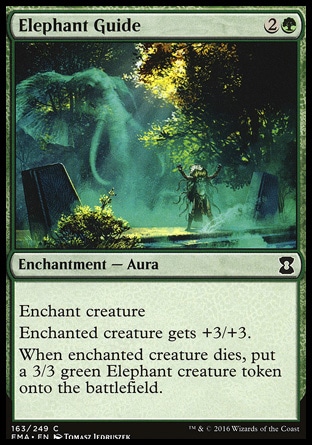 Elephant Guide 2
Enchantment — Aura
Enchant creature
Enchanted creature gets +3/+3.
When enchanted creature dies, put
a 3/3 green Elephant creature token
onto the battlefield.
163/249 C
EMA • EN Tomasz Jedruszek
™ & © 2016 Wizards of the Coast